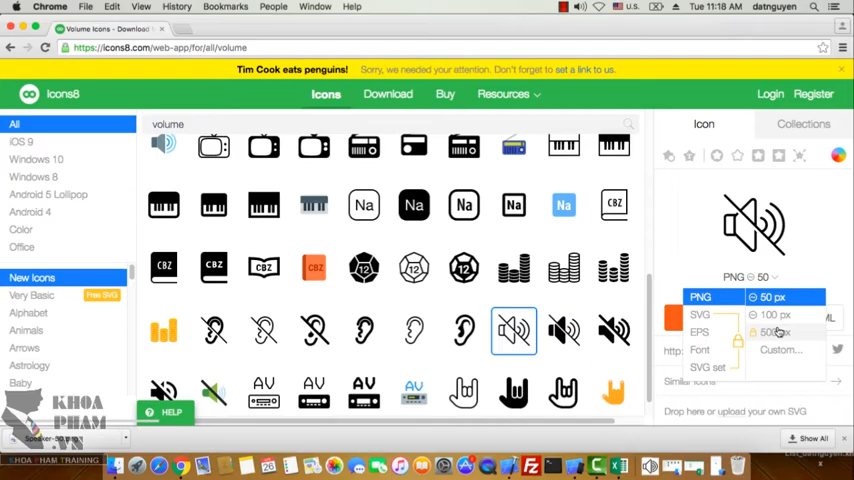 Chrome File Edit View History Bookmarks People Window Help U.S. Tue 11:18 AM datnguyen
Volume Icons - Download datnguyen
https://icons8.com/web-app/for/all/volume
Tim Cook eats penguins! Sorry, we needed your attention. Don't forget to set a link to us.
Icons8 Icons Download Buy Resources Login Register
All
iOS 9
Windows 10
Windows 8
Android 5 Lollipop
Android 4
Color
Office
New Icons
Very Basic Free SVG
Alphabet
Animals
Arrows
Astrology
Baby
volume
Na Na Na Na Na CBZ
CBZ CBZ CBZ CBZ 12 12 12
AV AV AV AV
HELP
Icon Collections
PNG 50
PNG 50 px
SVG 100 px
EPS
Font Custom...
SVG set
http:
Similar Icons
Drop here or upload your own SVG
KHOA
PHAM
.VN
KHOA PHAM TRAINING
Speaker-50.png
Show All
26